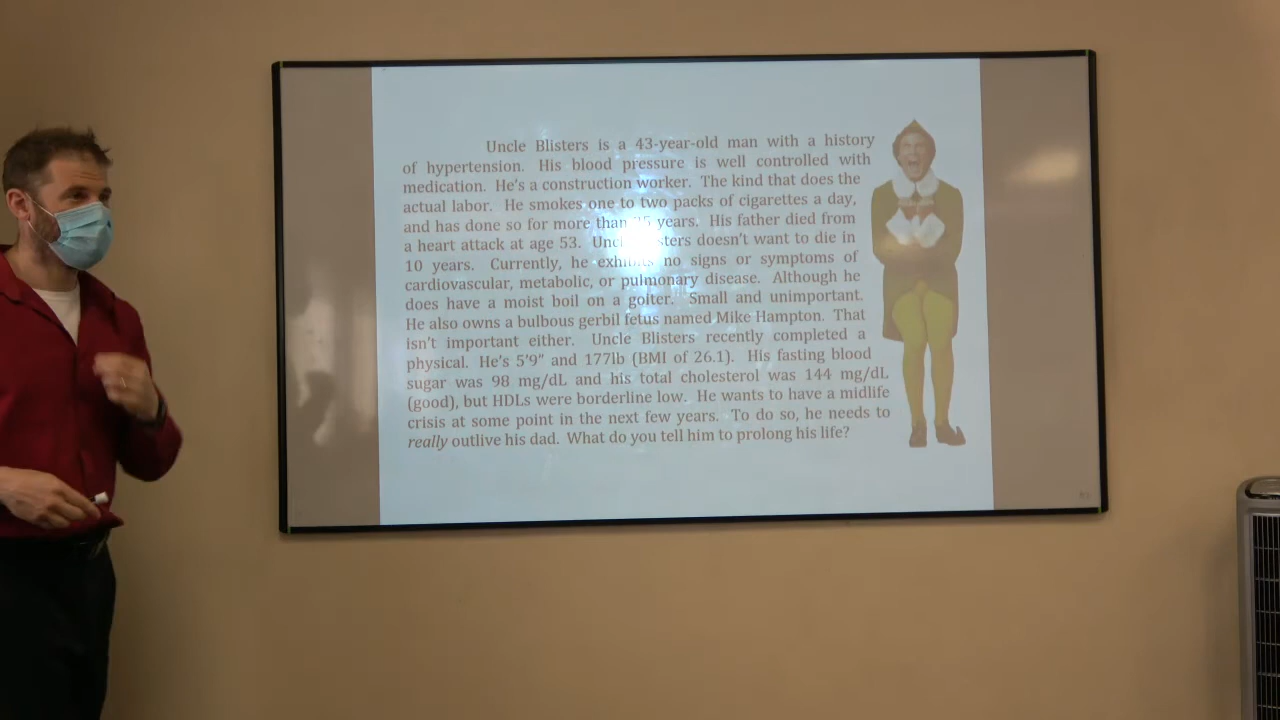 Uncle Blisters is a 43-year-old man with a history
of hypertension. His blood pressure is well controlled with
medication. He's a construction worker. The kind that does the
actual labor. He smokes one to two packs of cigarettes a day,
and has done so for more than years. His father died from
a heart attack at age 53. doesn't want to die in
10 years. Currently, he exhibits no signs or symptoms of
cardiovascular, metabolic, or pulmonary disease. Although he
does have a moist boil on a goiter. Small and unimportant.
He also owns a bulbous gerbil fetus named Mike Hampton. That
isn't important either. Uncle Blisters recently completed a
physical. He's 5'9" and 177lb (BMI of 26.1). His fasting blood
sugar was 98 mg/dL and his total cholesterol was 144 mg/dL
(good), but HDLs were borderline low. He wants to have a midlife
crisis at some point in the next few years. To do so, he needs to
really outlive his dad. What do you tell him to prolong his life?